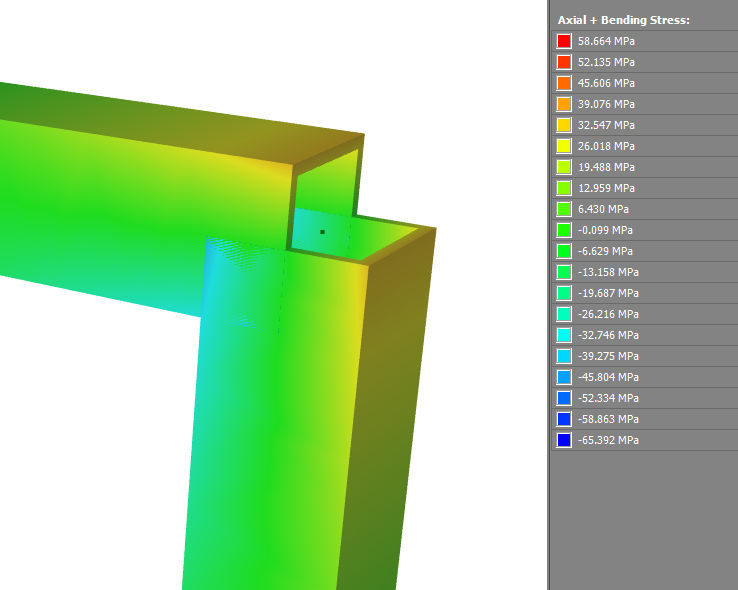 Axial + Bending Stress:
58.664 MPa
52.135 MPa
45.606 MPa
39.076 MPa
32.547 MPa
26.018 MPa
19.488 MPa
12.959 MPa
6.430 MPa
-0.099 MPa
-6.629 MPa
-13.158 MPa
-19.687 MPa
-26.216 MPa
-32.746 MPa
-39.275 MPa
-45.804 MPa
-52.334 MPa
-58.863 MPa
-65.392 MPa